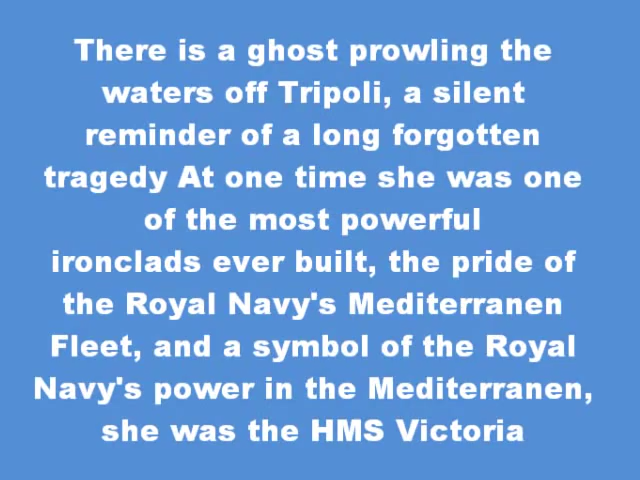 There is a ghost prowling the
waters off Tripoli, a silent
reminder of a long forgotten
tragedy At one time she was one
of the most powerful
ironclads ever built, the pride of
the Royal Navy's Mediterranen
Fleet, and a symbol of the Royal
Navy's power in the Mediterranen,
she was the HMS Victoria